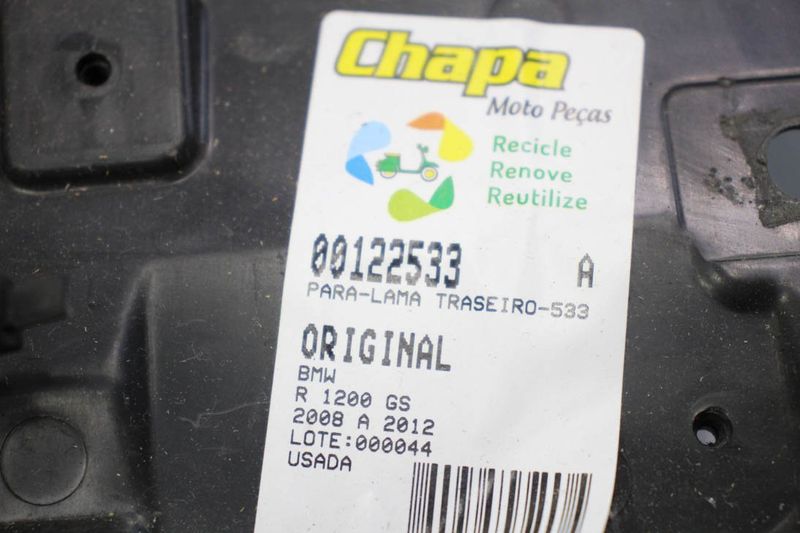 Chapa
Moto Peças
Recicle
Renove
Reutilize
00122533 A
PARA-LAMA TRASEIRO-533
ORIGINAL
BMW
R 1200 GS
2008 A 2012
LOTE:000044
USADA